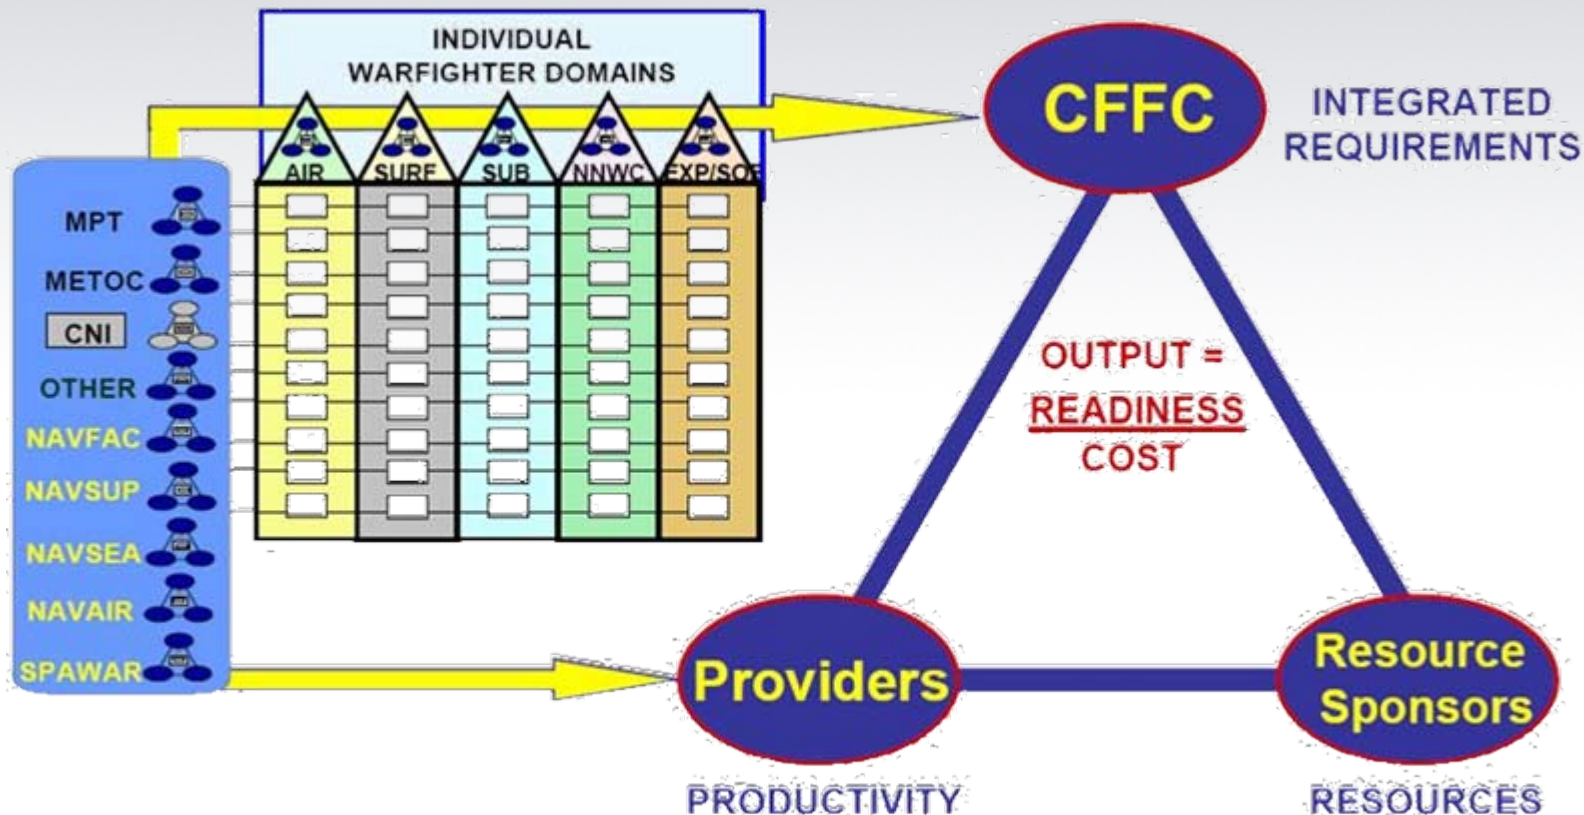 INDIVIDUAL
WARFIGHTER DOMAINS
AIR
SURF
SUB
NNWC
EXP/SOF
MPT
METOC
CNI
OTHER
NAVFAC
NAVSUP
NAVSEA
NAVAIR
SPAWAR
CFFC
INTEGRATED
REQUIREMENTS
OUTPUT =
READINESS
COST
Providers
PRODUCTIVITY
Resource
Sponsors
RESOURCES